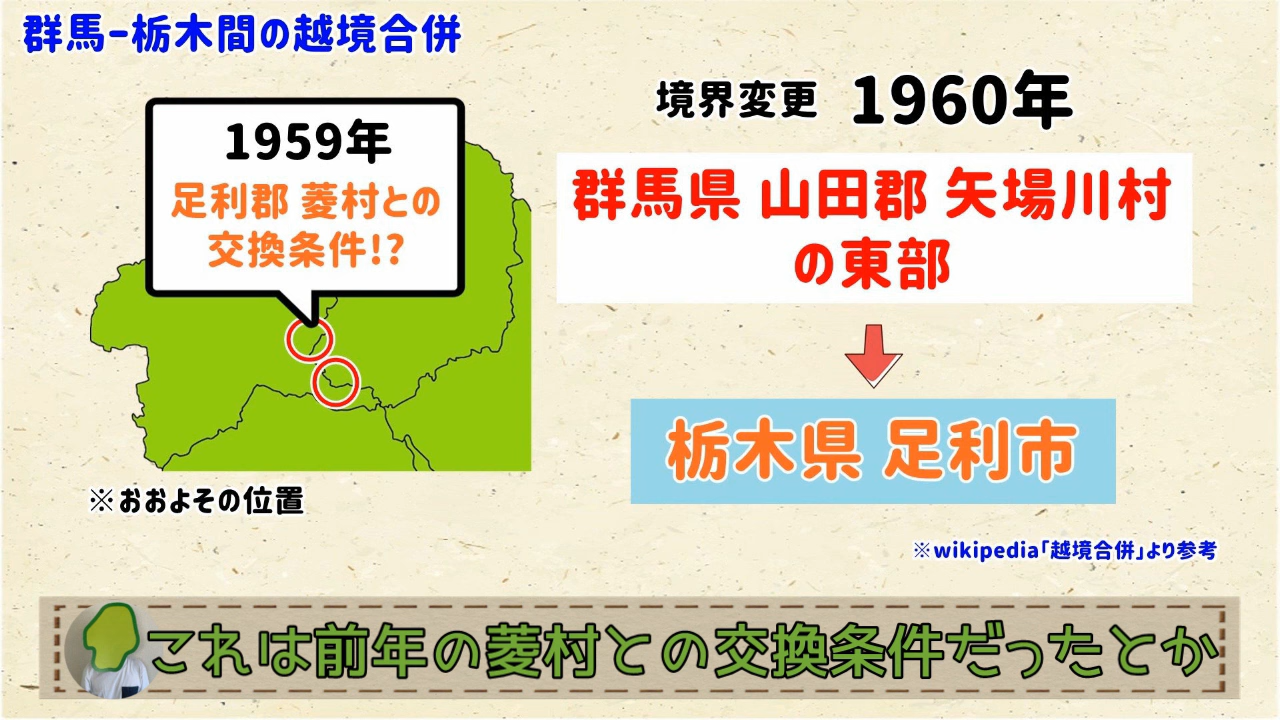 群馬-栃木間の越境合併
境界変更 1960年
1959年
足利郡 菱村との
交換条件!?
群馬県 山田郡 矢場川村
の東部
栃木県 足利市
※おおよその位置
※wikipedia「越境合併」より参考
これは前年の菱村との交換条件だったとか